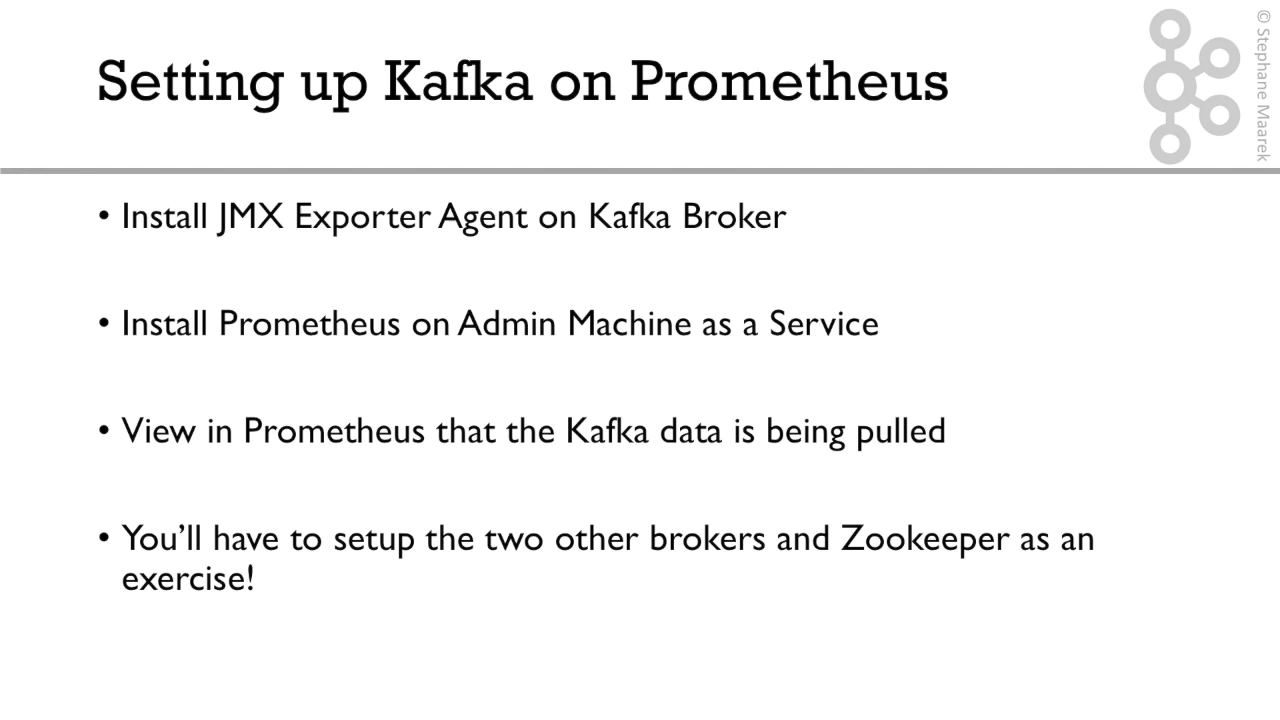 Setting up Kafka on Prometheus
© Stephane Maarek
• Install JMX Exporter Agent on Kafka Broker
• Install Prometheus on Admin Machine as a Service
• View in Prometheus that the Kafka data is being pulled
• You’ll have to setup the two other brokers and Zookeeper as an
exercise!